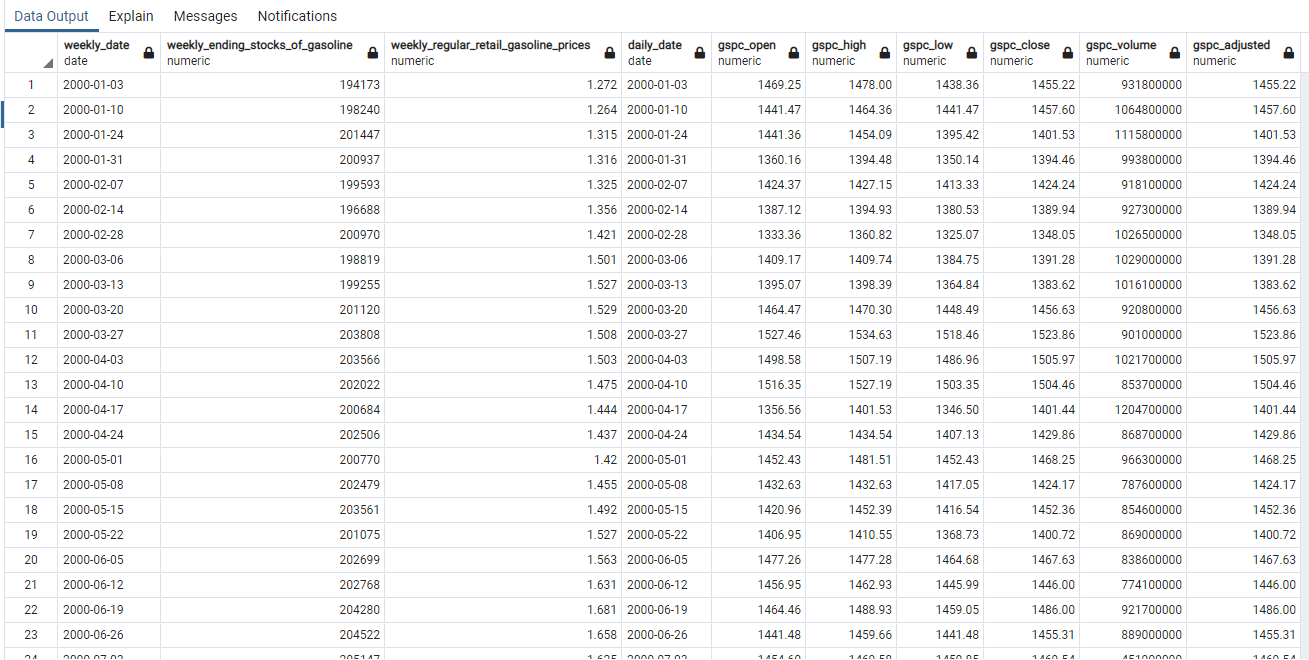 Data Output Explain Messages Notifications
weekly_date weekly_ending_stocks_of_gasoline weekly_regular_retail_gasoline_prices daily_date gspc_open gspc_high gspc_low gspc_close gspc_volume gspc_adjusted
date numeric numeric date numeric numeric numeric numeric numeric numeric
1 2000-01-03 194173 1.272 2000-01-03 1469.25 1478.00 1438.36 1455.22 931800000 1455.22
2 2000-01-10 198240 1.264 2000-01-10 1441.47 1464.36 1441.47 1457.60 1064800000 1457.60
3 2000-01-24 201447 1.315 2000-01-24 1441.36 1454.09 1395.42 1401.53 1115800000 1401.53
4 2000-01-31 200937 1.316 2000-01-31 1360.16 1394.48 1350.14 1394.46 993800000 1394.46
5 2000-02-07 199593 1.325 2000-02-07 1424.37 1427.15 1413.33 1424.24 918100000 1424.24
6 2000-02-14 196688 1.356 2000-02-14 1387.12 1394.93 1380.53 1389.94 927300000 1389.94
7 2000-02-28 200970 1.421 2000-02-28 1333.36 1360.82 1325.07 1348.05 1026500000 1348.05
8 2000-03-06 198819 1.501 2000-03-06 1409.17 1409.74 1384.75 1391.28 1029000000 1391.28
9 2000-03-13 199255 1.527 2000-03-13 1395.07 1398.39 1364.84 1383.62 1016100000 1383.62
10 2000-03-20 201120 1.529 2000-03-20 1464.47 1470.30 1448.49 1456.63 920800000 1456.63
11 2000-03-27 203808 1.508 2000-03-27 1527.46 1534.63 1518.46 1523.86 901000000 1523.86
12 2000-04-03 203566 1.503 2000-04-03 1498.58 1507.19 1486.96 1505.97 1021700000 1505.97
13 2000-04-10 202022 1.475 2000-04-10 1516.35 1527.19 1503.35 1504.46 853700000 1504.46
14 2000-04-17 200684 1.444 2000-04-17 1356.56 1401.53 1346.50 1401.44 1204700000 1401.44
15 2000-04-24 202506 1.437 2000-04-24 1434.54 1434.54 1407.13 1429.86 868700000 1429.86
16 2000-05-01 200770 1.42 2000-05-01 1452.43 1481.51 1452.43 1468.25 966300000 1468.25
17 2000-05-08 202479 1.455 2000-05-08 1432.63 1432.63 1417.05 1424.17 787600000 1424.17
18 2000-05-15 203561 1.492 2000-05-15 1420.96 1452.39 1416.54 1452.36 854600000 1452.36
19 2000-05-22 201075 1.527 2000-05-22 1406.95 1410.55 1368.73 1400.72 869000000 1400.72
20 2000-06-05 202699 1.563 2000-06-05 1477.26 1477.28 1464.68 1467.63 838600000 1467.63
21 2000-06-12 202768 1.631 2000-06-12 1456.95 1462.93 1445.99 1446.00 774100000 1446.00
22 2000-06-19 204280 1.681 2000-06-19 1464.46 1488.93 1459.05 1486.00 921700000 1486.00
23 2000-06-26 204522 1.658 2000-06-26 1441.48 1459.66 1441.48 1455.31 889000000 1455.31